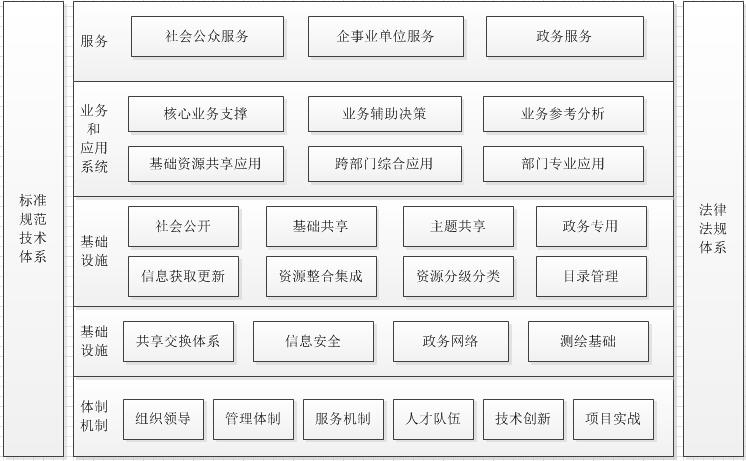 标准
规范
技术
体系
服务
社会公众服务
企事业单位服务
政务服务
业务
和
应用
系统
核心业务支撑
业务辅助决策
业务参考分析
基础资源共享应用
跨部门综合应用
部门专业应用
基础
设施
社会公开
基础共享
主题共享
政务专用
信息获取更新
资源整合集成
资源分级分类
目录管理
基础
设施
共享交换体系
信息安全
政务网络
测绘基础
体制
机制
组织领导
管理体制
服务机制
人才队伍
技术创新
项目实战
法律
法规
体系